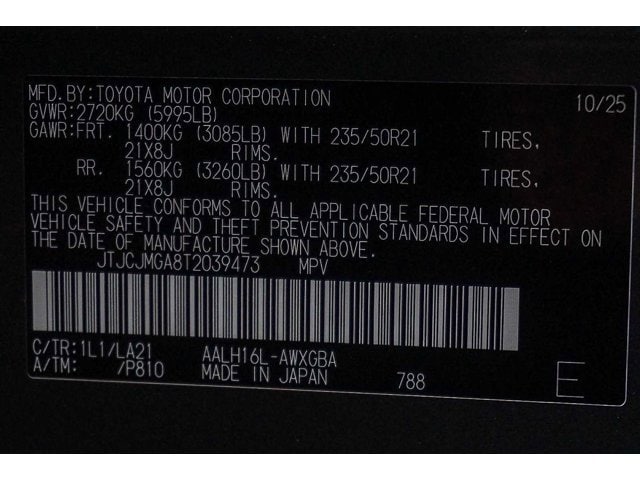 MFD.BY:TOYOTA MOTOR CORPORATION 10/25
GVWR:2720KG (5995LB)
GAWR:FRT. 1400KG (3085LB) WITH 235/50R21 TIRES,
21X8J RIMS.
RR. 1560KG (3260LB) WITH 235/50R21 TIRES,
21X8J RIMS.
THIS VEHICLE CONFORMS TO ALL APPLICABLE FEDERAL MOTOR
VEHICLE SAFETY AND THEFT PREVENTION STANDARDS IN EFFECT ON
THE DATE OF MANUFACTURE SHOWN ABOVE.
JTJCJMGA8T2039473 MPV
C/TR:1L1/LA21 AALH16L-AWXGBA
A/TM: /P810 MADE IN JAPAN 788 E